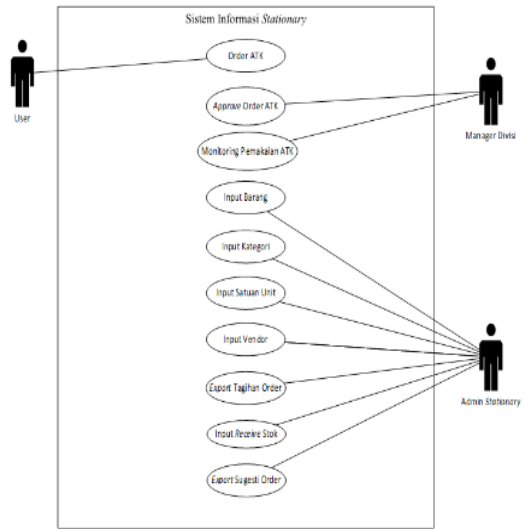 Sistem Informasi Stationary
Order ATK
User
Approve Order ATK
Manager Divisi
Monitoring Pemakaian ATK
Input Barang
Input Kategori
Input Satuan Unit
Input Vendor
Export Tagihan Order
Admin Stationary
Input Receive Stok
Export Sugesti Order